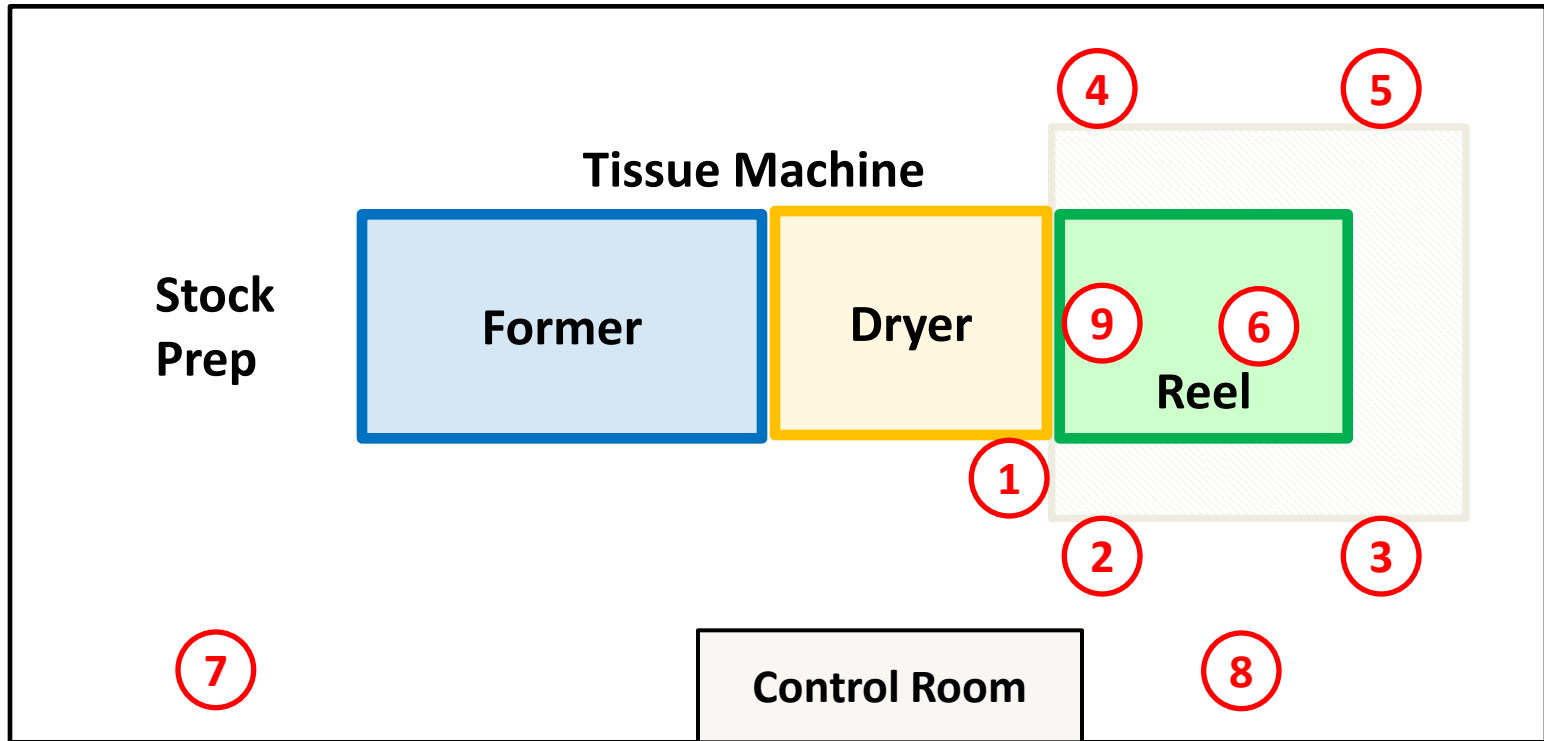 4
5
Tissue Machine
Stock
Prep
Former
Dryer
9
6
Reel
1
2
3
7
Control Room
8